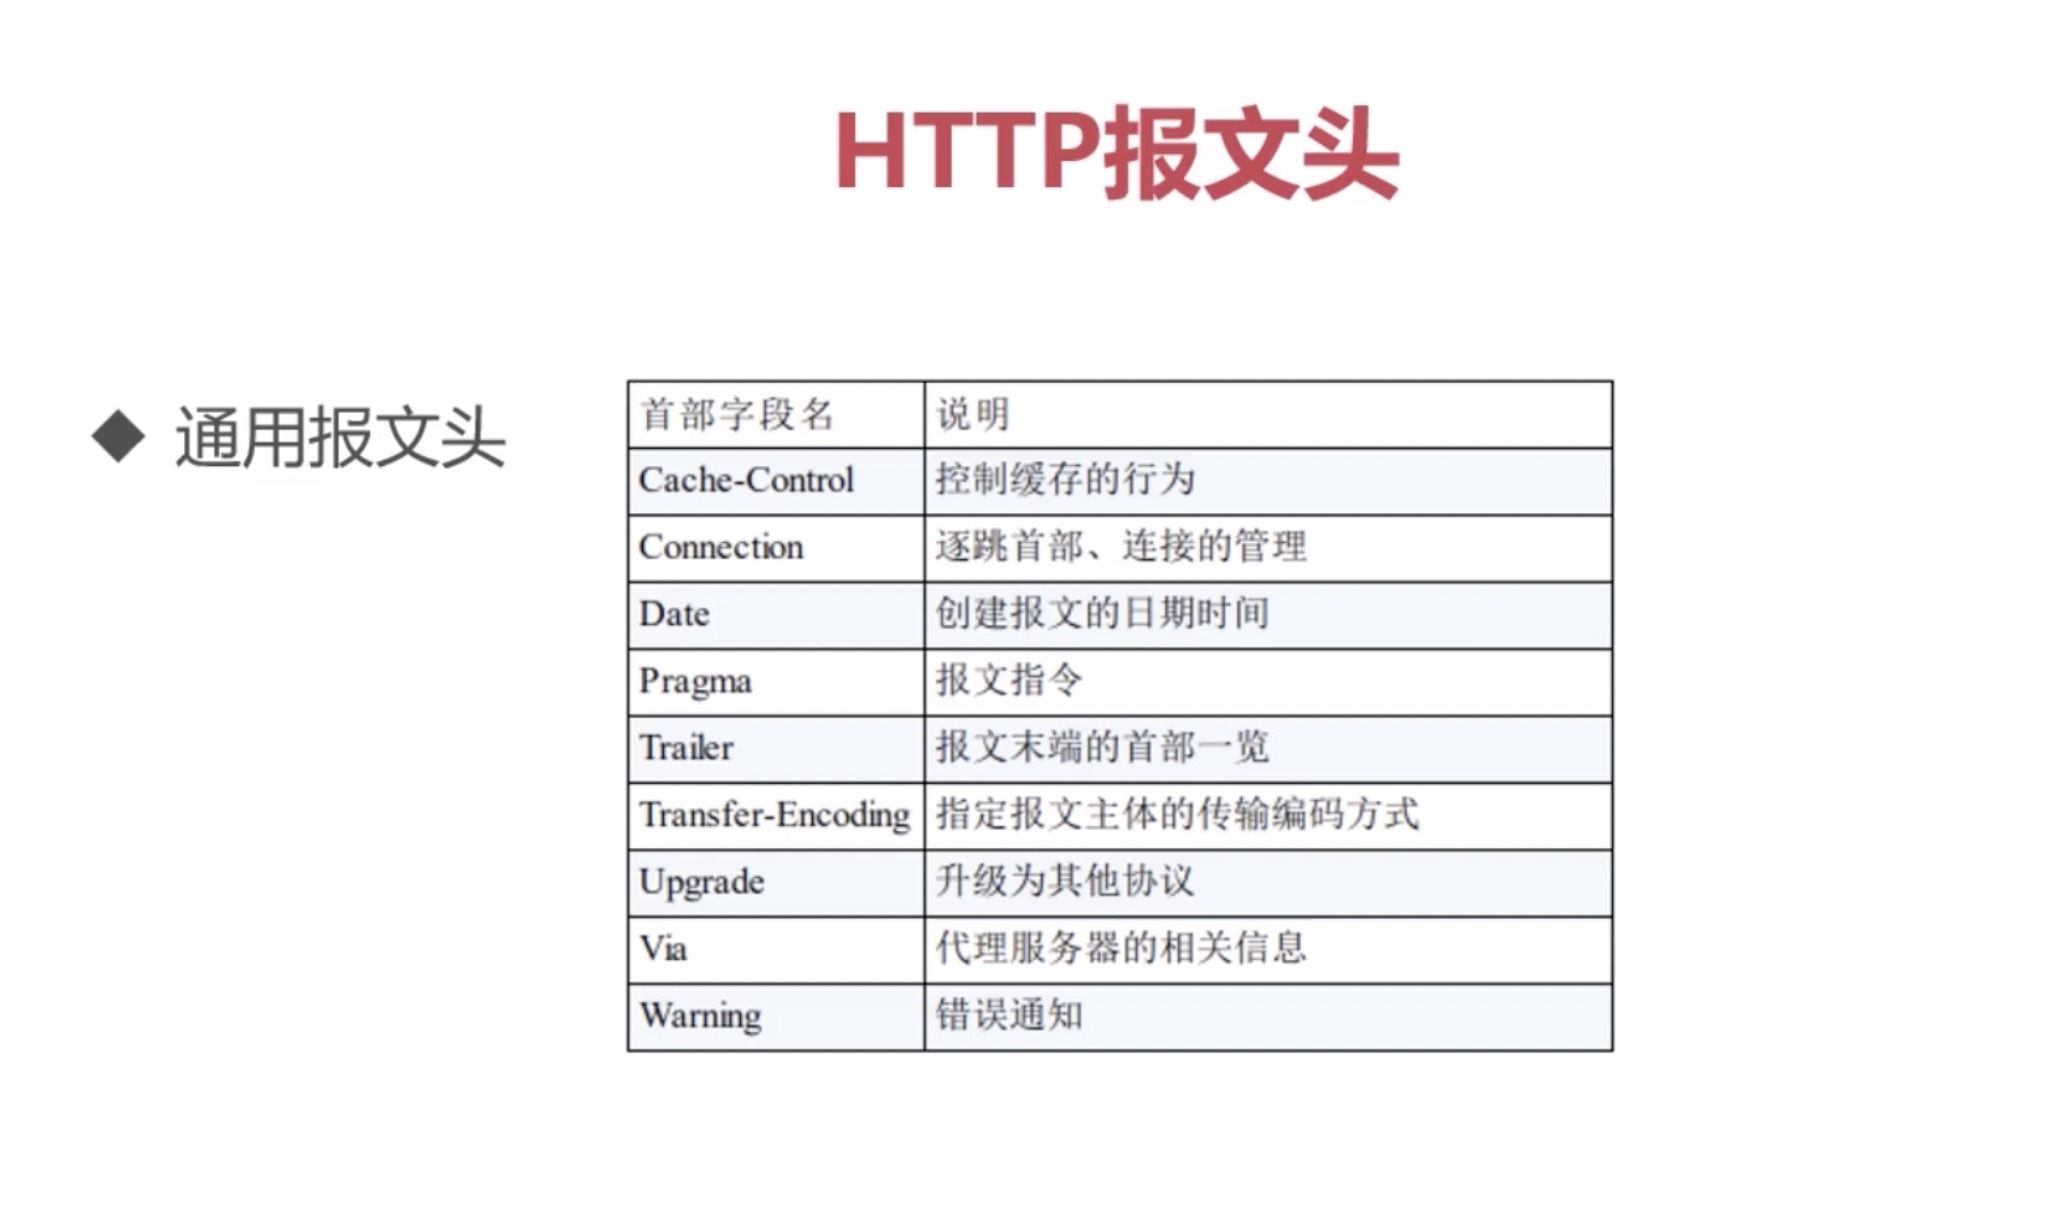 HTTP报文头
◆ 通用报文头
首部字段名 说明
Cache-Control 控制缓存的行为
Connection 逐跳首部、连接的管理
Date 创建报文的日期时间
Pragma 报文指令
Trailer 报文末端的首部一览
Transfer-Encoding 指定报文主体的传输编码方式
Upgrade 升级为其他协议
Via 代理服务器的相关信息
Warning 错误通知